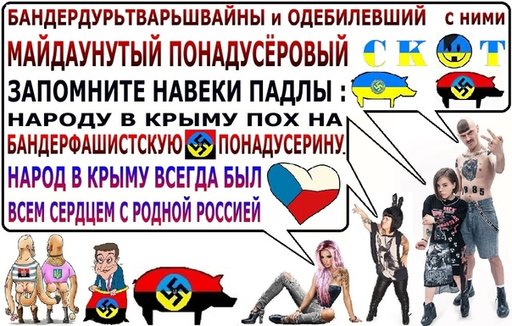 БАНДЕРДУРЬТВАРЬШВАЙНЫ и ОДЕБИЛЕВШИЙ с ними
МАЙДАУНУТЫЙ ПОНАДУСЁРОВЫЙ СКОТ
ЗАПОМНИТЕ НАВЕКИ ПАДЛЫ :
НАРОДУ В КРЫМУ ПОХ НА
БАНДЕРФАШИСТСКУЮ ПОНАДУСЕРИНУ.
НАРОД В КРЫМУ ВСЕГДА БЫЛ
ВСЕМ СЕРДЦЕМ С РОДНОЙ РОССИЕЙ
1985